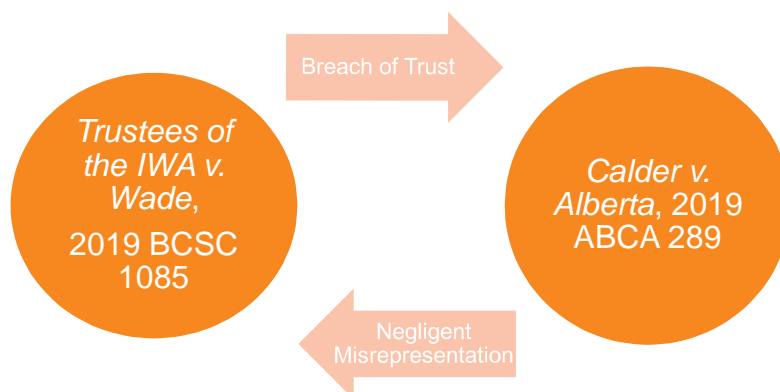 Breach of Trust
Trustees of
the IWA v.
Wade,
2019 BCSC
1085
Calder v.
Alberta, 2019
ABCA 289
Negligent
Misrepresentation